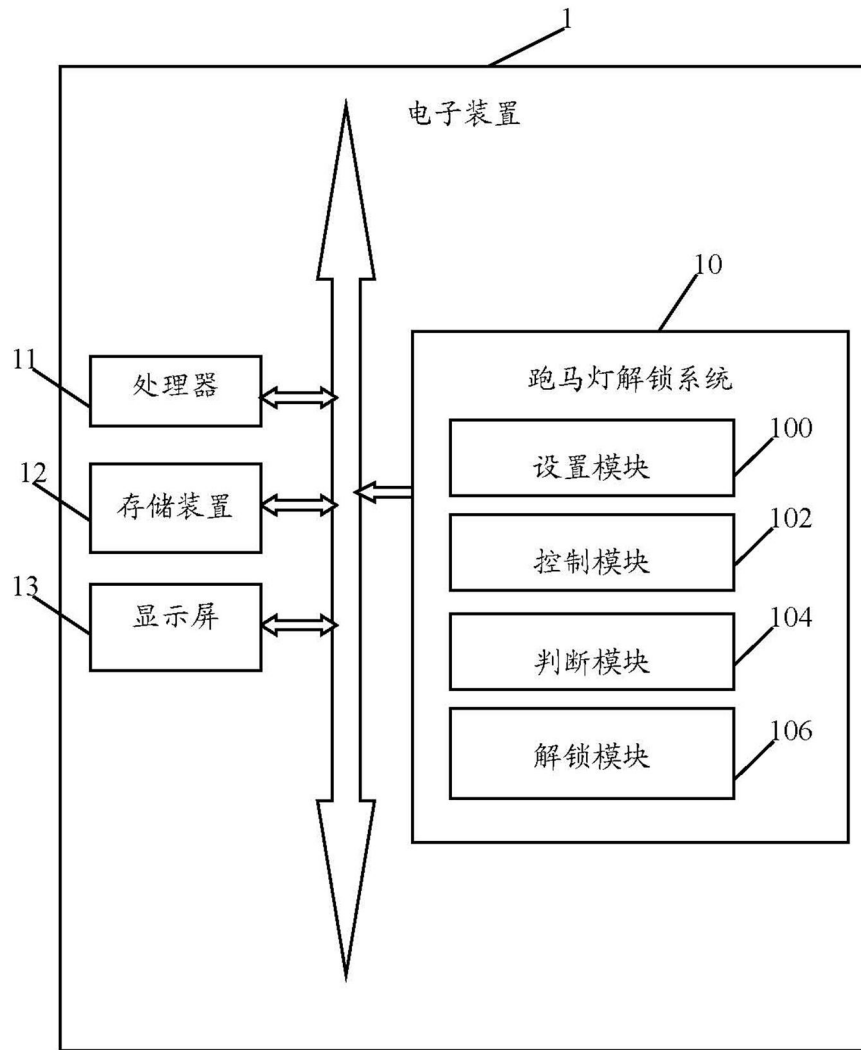 1
电子装置
10
11
处理器
跑马灯解锁系统
100
设置模块
12
存储装置
102
控制模块
13
显示屏
104
判断模块
106
解锁模块